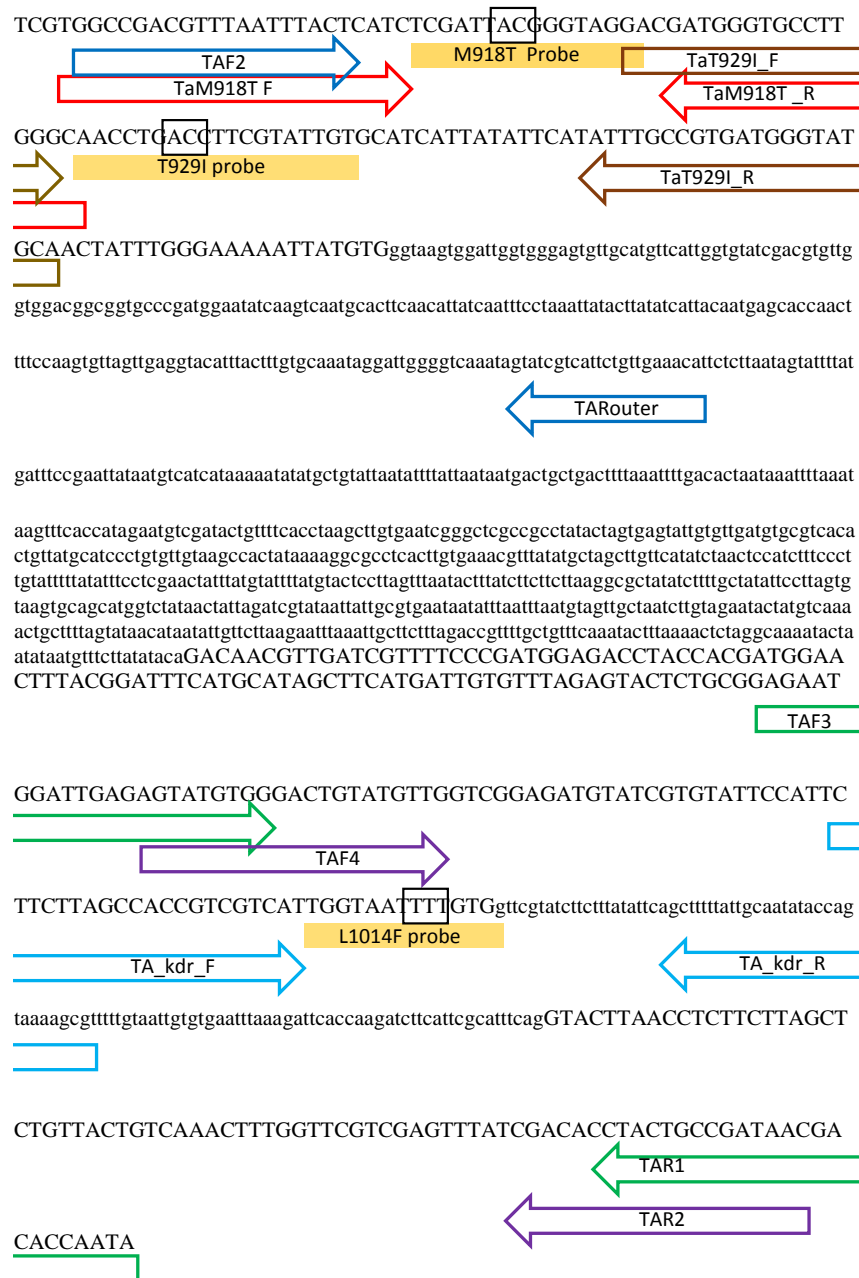 TCGTGGCCGACGTTTAATTTACTCATCTCGATTACGGGTAGGACGATGGGTGCCTT
TAF2
M918T Probe
TaT929I_F
TaM918T F
TaM918T _R
GGGCAACCTGACCTTCGTATTGTGCATCATTATATTCATATTTGCCGTGATGGGTAT
T929I probe
TaT929I_R
GCAACTATTTGGGAAAAATTATGTGggtaagtggattggtgggagtgttgcatgttcattggtgtatcgacgtgttg
gtggacggcggtgcccgatggaatatcaagtcaatgcacttcaacattatcaatttcctaaattatacttatatcattacaatgagcaccaact
tttccaagtgttagttgaggtacatttactttgtgcaaataggattggggtcaaatagtatcgtcattctgttgaaacattctcttaatagtattttat
TARouter
gatttccgaattataatgtcatcataaaaatatatgctgtattaatattttattaataatgactgctgacttttaaattttgacactaataaattttaaat
aagtttcaccatagaatgtcgatactgttttcacctaagcttgtgaatcgggctcgccgcctatactagtgagtattgtgttgatgtgcgtcaca
ctgttatgcatccctgtgttgtaagccactataaaaggcgcctcacttgtgaaacgtttatatgctagcttgttcatatctaactccatctttccct
tgtatttttatatttcctcgaactatttatgtattttatgtactccttagtttaatactttatcttcttcttaaggcgctatatcttttgctatattccttagtg
taagtgcagcatggtctataactattagatcgtataattattgcgtgaataatatttaatttaatgtagttgctaatcttgtagaatactatgtcaaa
actgcttttagtataacataatattgttcttaagaatttaaattgcttctttagaccgttttgctgtttcaaatactttaaaactctaggcaaaatacta
atataatgtttcttatatacaGACAACGTTGATCGTTTTCCCGATGGAGACCTACCACGATGGAA
CTTTACGGATTTCATGCATAGCTTCATGATTGTGTTTAGAGTACTCTGCGGAGAAT
TAF3
GGATTGAGAGTATGTGGGACTGTATGTTGGTCGGAGATGTATCGTGTATTCCATTC
TAF4
TTCTTAGCCACCGTCGTCATTGGTAATTTTGTGgttcgtatcttctttatattcagctttttattgcaatataccag
L1014F probe
TA_kdr_F
TA_kdr_R
taaaagcgtttttgtaattgtgtgaatttaaagattcaccaagatcttcattcgcatttcagGTACTTAACCTCTTCTTAGCT
CTGTTACTGTCAAACTTTGGTTCGTCGAGTTTATCGACACCTACTGCCGATAACGA
TAR1
TAR2
CACCAATA